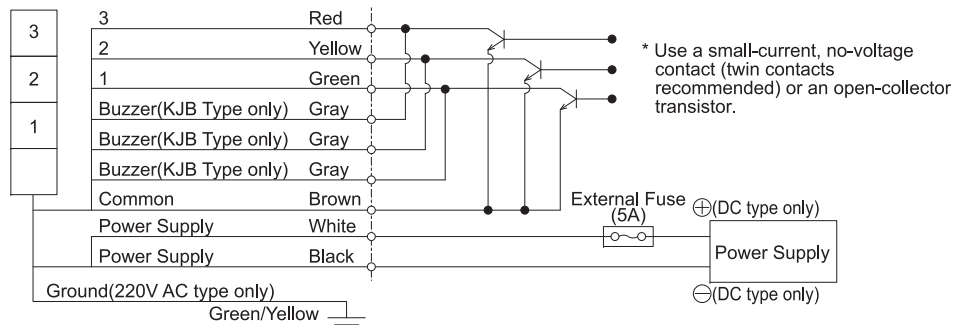 3
2
1
3 Red
2 Yellow
1 Green
Buzzer(KJB Type only) Gray
Buzzer(KJB Type only) Gray
Buzzer(KJB Type only) Gray
Common Brown
Power Supply White
Power Supply Black
Ground(220V AC type only)
Green/Yellow
* Use a small-current, no-voltage
contact (twin contacts
recommended) or an open-collector
transistor.
External Fuse
(5A)
⊕(DC type only)
Power Supply
⊖(DC type only)